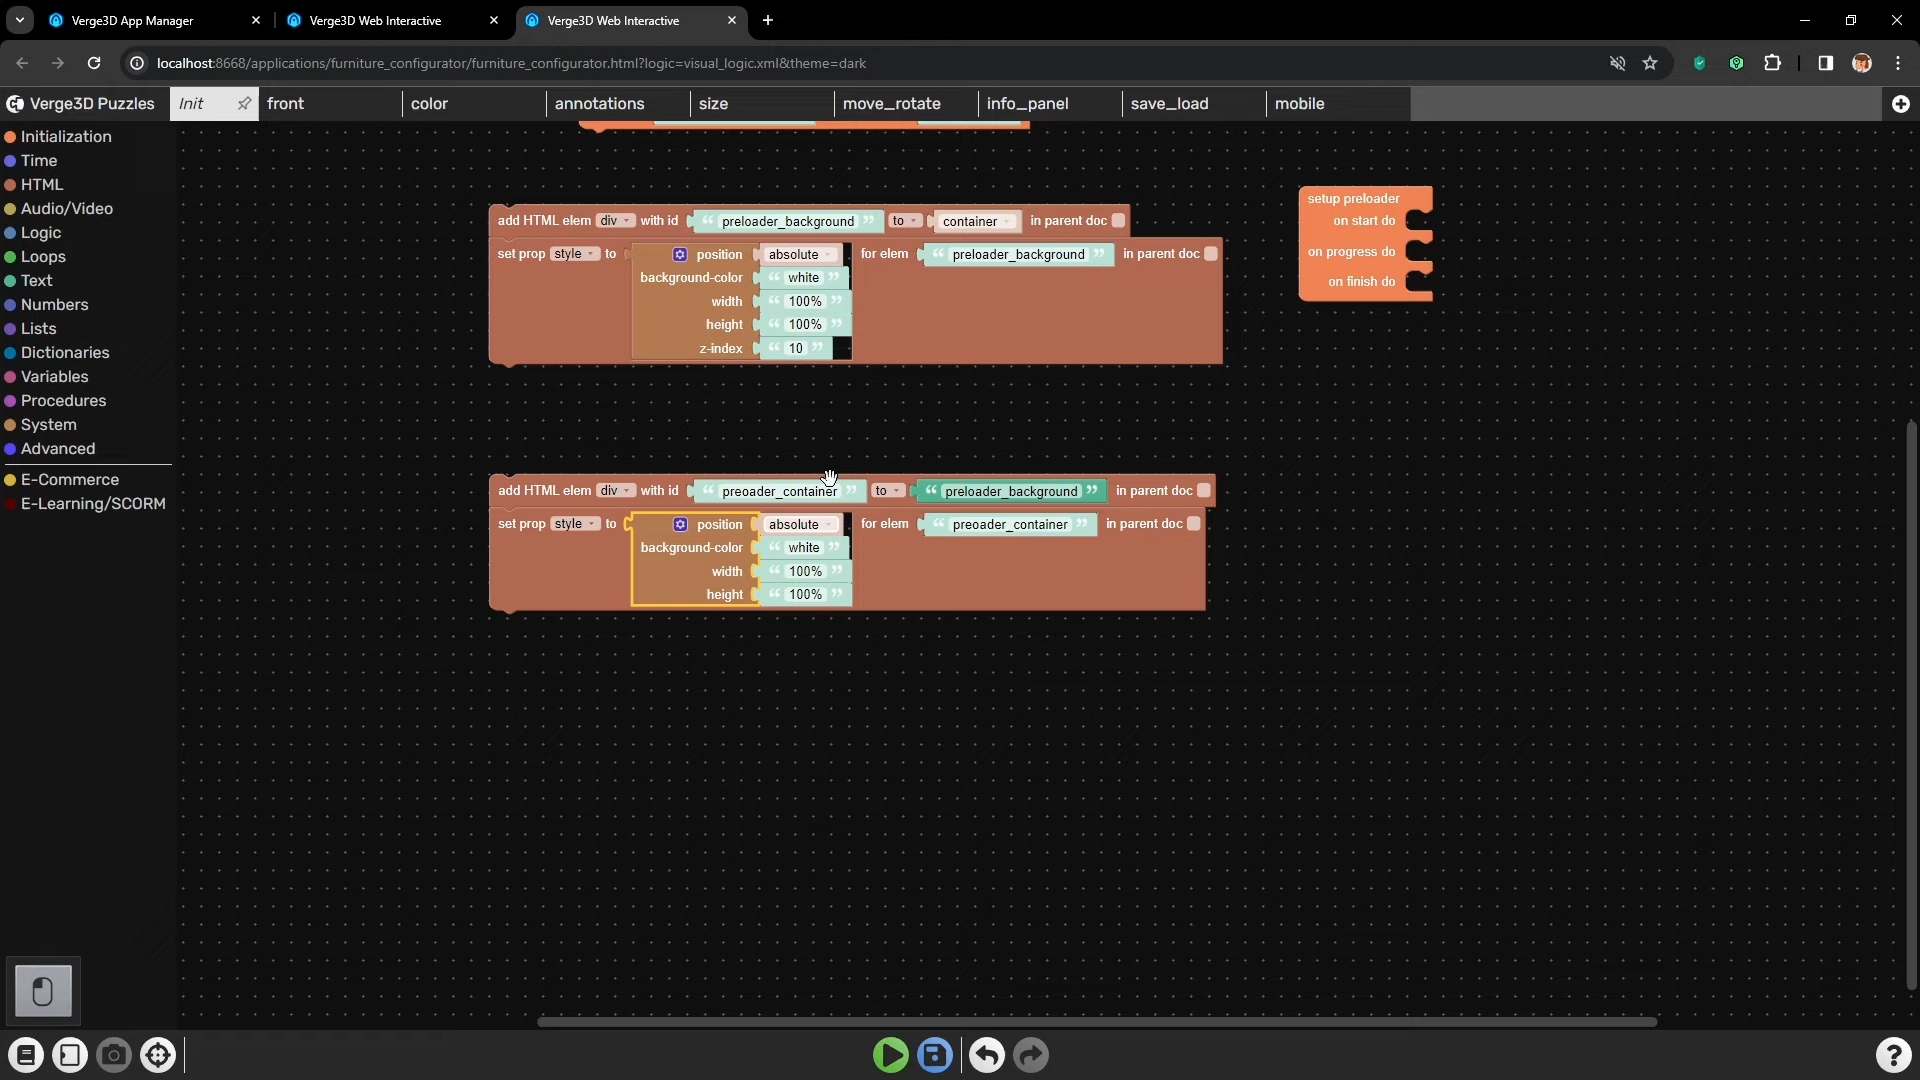 Verge3D App Manager
Verge3D Web Interactive
Verge3D Web Interactive
localhost:8668/applications/furniture_configurator/furniture_configurator.html?logic=visual_logic.xml&theme=dark
Verge3D Puzzles
Init
front
color
annotations
size
move_rotate
info_panel
save_load
mobile
Initialization
Time
HTML
Audio/Video
Logic
Loops
Text
Numbers
Lists
Dictionaries
Variables
Procedures
System
Advanced
E-Commerce
E-Learning/SCORM
add HTML elem div with id “ preloader_background ” to container in parent doc
set prop style to position absolute for elem “ preloader_background ” in parent doc
background-color “ white ”
width “ 100% ”
height “ 100% ”
z-index “ 10 ”
setup preloader
on start do
on progress do
on finish do
add HTML elem div with id “ preoader_container ” to “ preloader_background ” in parent doc
set prop style to position absolute for elem “ preoader_container ” in parent doc
background-color “ white ”
width “ 100% ”
height “ 100% ”
?